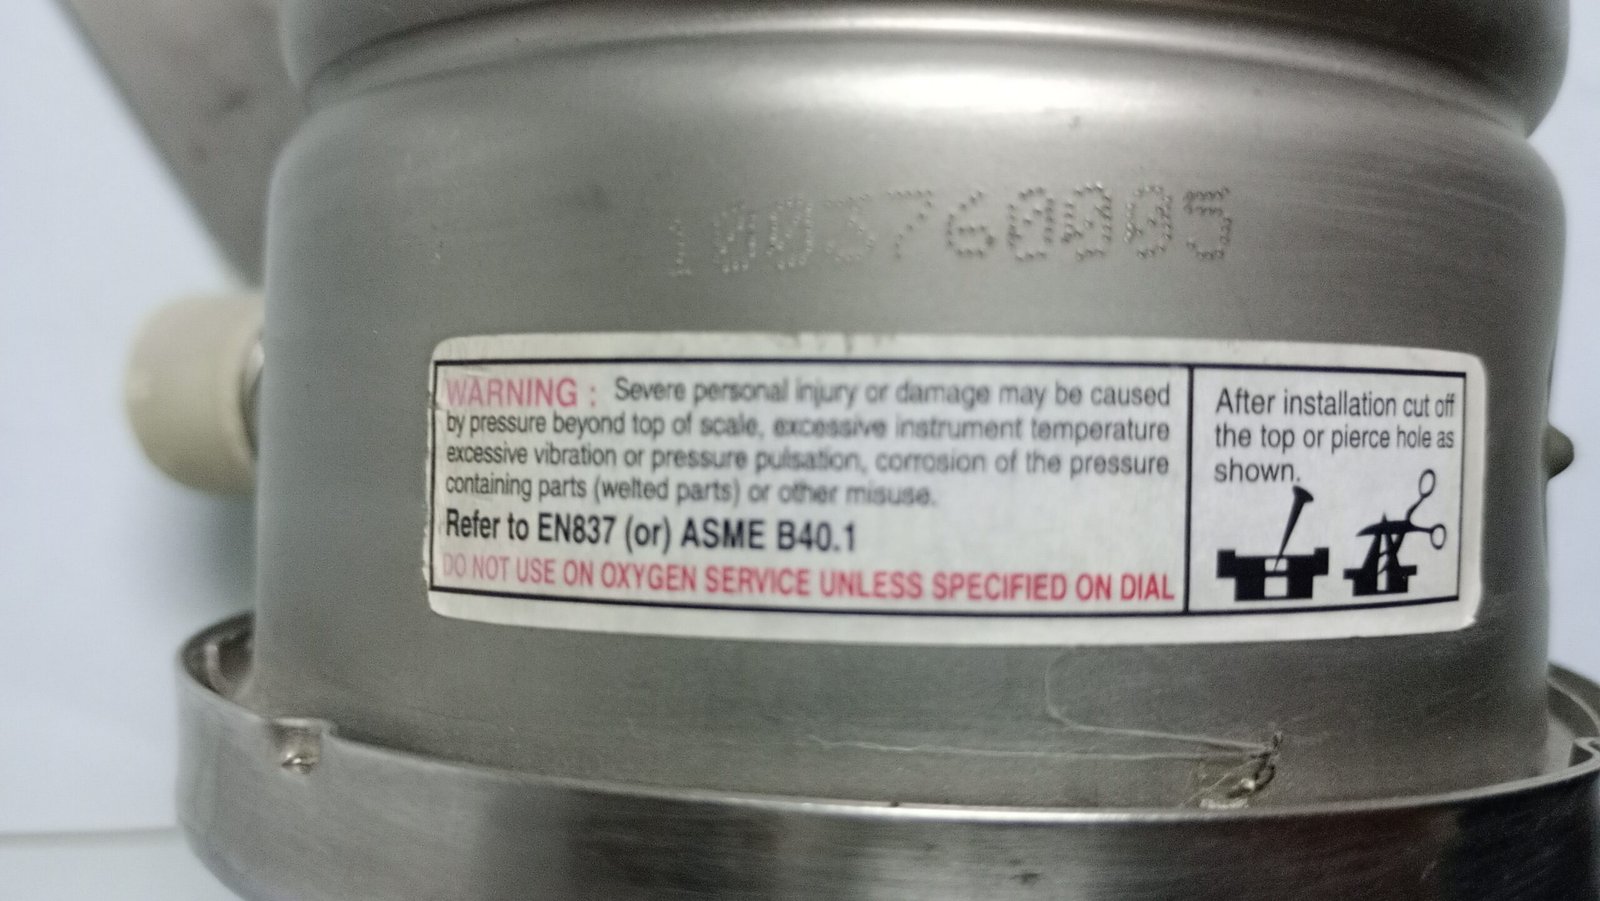 10037600005
WARNING : Severe personal injury or damage may be caused
by pressure beyond top of scale, excessive instrument temperature
excessive vibration or pressure pulsation, corrosion of the pressure
containing parts (welted parts) or other misuse.
Refer to EN837 (or) ASME B40.1
DO NOT USE ON OXYGEN SERVICE UNLESS SPECIFIED ON DIAL
After installation cut off
the top or pierce hole as
shown.